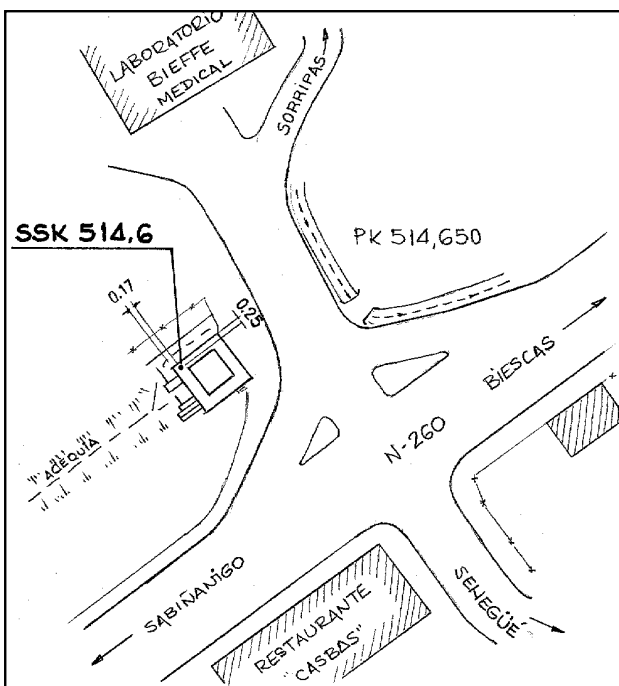 LABORATORIO
BIEFFE
MEDICAL
SORRIPAS
SSK 514,6
PK 514,650
0.17
0.25
BIESCAS
ACEQUIA
N-260
SABIÑANIGO
SENEGÜÉ
RESTAURANTE
"CASBAS"